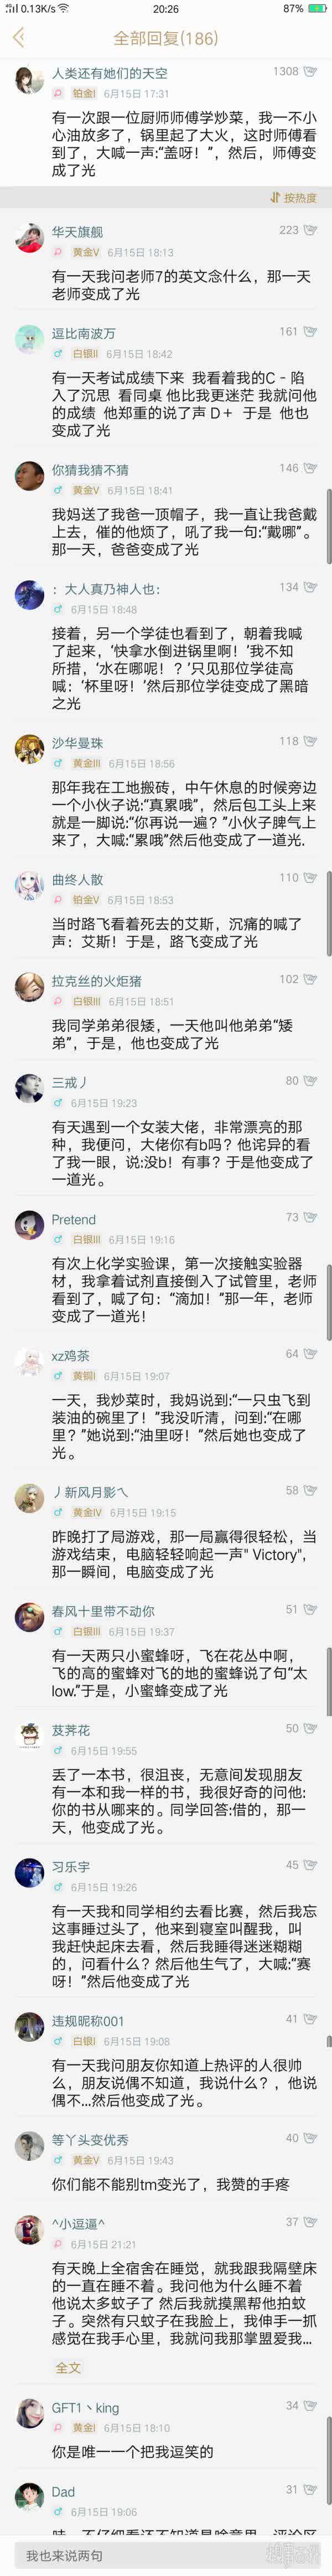 0.13K/s
20:26
87%
全部回复(186)
人类还有她们的天空
1308
铂金I 6月15日 17:31
有一次跟一位厨师师傅学炒菜，我一不小
心油放多了，锅里起了大火，这时师傅看
到了，大喊一声:“盖呀！”，然后，师傅变
成了光
按热度
华天旗舰
223
黄金V 6月15日 18:13
有一天我问老师7的英文念什么，那一天
老师变成了光
逗比南波万
161
白银II 6月15日 18:42
有一天考试成绩下来 我看着我的C－陷
入了沉思 看同桌 他比我更迷茫 我就问他
的成绩 他郑重的说了声 D＋ 于是 他也
变成了光
你猜我猜不猜
146
黄金V 6月15日 18:41
我妈送了我爸一顶帽子，我一直让我爸戴
上去，催的他烦了，吼了我一句:“戴哪”。
那一天，爸爸变成了光
：大人真乃神人也：
134
6月15日 18:48
接着，另一个学徒也看到了，朝着我喊
了起来，‘快拿水倒进锅里啊！’我不知
所措，‘水在哪呢！？’只见那位学徒高
喊；‘杯里呀！’然后那位学徒变成了黑暗
之光
沙华曼珠
118
黄金III 6月15日 18:56
那年我在工地搬砖，中午休息的时候旁边
一个小伙子说:“真累哦”，然后包工头上来
就是一脚说:“你再说一遍？”小伙子脾气上
来了，大喊:“累哦”然后他变成了一道光.
曲终人散
110
铂金V 6月15日 18:53
当时路飞看着死去的艾斯，沉痛的喊了
声：艾斯！于是，路飞变成了光
拉克丝的火炬猪
102
白银III 6月15日 18:51
我同学弟弟很矮，一天他叫他弟弟“矮
弟”，于是，他也变成了光
三戒丿
80
6月15日 19:23
有天遇到一个女装大佬，非常漂亮的那
种，我便问，大佬你有b吗？他诧异的看
了我一眼，说:没b！有事？于是他变成了
一道光。
Pretend
73
白银III 6月15日 19:16
有次上化学实验课，第一次接触实验器
材，我拿着试剂直接倒入了试管里，老师
看到了，喊了句：“滴加！”那一年，老师
变成了一道光！
xz鸡茶
64
黄铜I 6月15日 19:07
一天，我炒菜时，我妈说到:“一只虫飞到
装油的碗里了！”我没听清，问到:“在哪
里？”她说到:“油里呀！”然后她也变成了
光。
丿新风月影乀
58
黄金IV 6月15日 19:15
昨晚打了局游戏，那一局赢得很轻松，当
游戏结束，电脑轻轻响起一声" Victory",
那一瞬间，电脑变成了光
春风十里带不动你
51
白银III 6月15日 19:37
有一天两只小蜜蜂呀，飞在花丛中啊，
飞的高的蜜蜂对飞的地的蜜蜂说了句“太
low.”于是，小蜜蜂变成了光
芨荠花
50
6月15日 19:55
丢了一本书，很沮丧，无意间发现朋友
有一本和我一样的书，我很好奇的问他:
你的书从哪来的。同学回答:借的，那一
天，他变成了光。
习乐宇
45
6月15日 19:26
有一天我和同学相约去看比赛，然后我忘
这事睡过头了，他来到寝室叫醒我，叫
我赶快起床去看，然后我睡得迷迷糊糊
的，问看什么？然后他生气了，大喊:“赛
呀！”然后他变成了光
违规昵称001
41
白银I 6月15日 19:08
有一天我问朋友你知道上热评的人很帅
么，朋友说偶不知道，我说什么？，他说
偶不...然后他变成了光。
等丫头变优秀
40
黄金V 6月15日 19:43
你们能不能别tm变光了，我赞的手疼
^小逗逼^
37
6月15日 21:21
有天晚上全宿舍在睡觉，就我跟我隔壁床
的一直在睡不着。我问他为什么睡不着
他说太多蚊子了 然后我就摸黑帮他拍蚊
子。突然有只蚊子在我脸上，我伸手一抓
感觉在我手心里，我就问我那掌盟爱我...
全文
GFT1丶king
34
黄金I 6月15日 18:10
你是唯一一个把我逗笑的
Dad
31
6月15日 19:06
我也来说两句